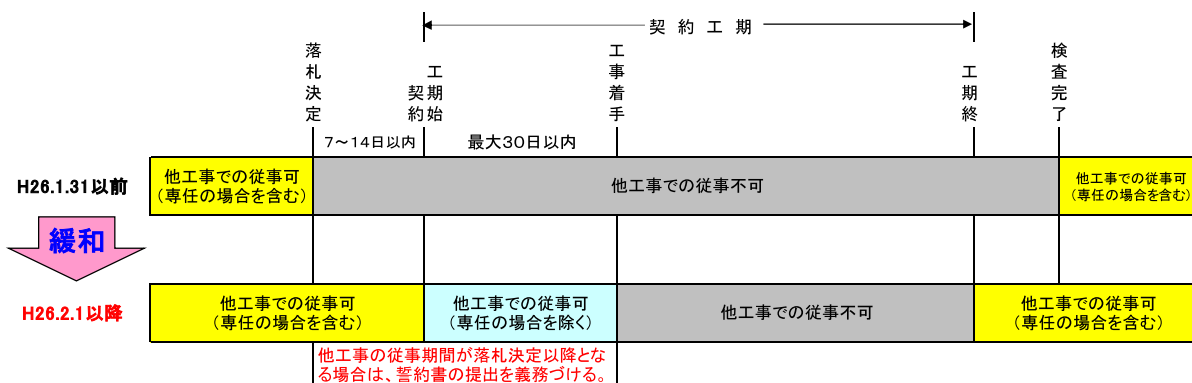 契約工期
落札決定
契約
工期始
工事着手
工期終
検査完了
7～14日以内
最大30日以内
H26.1.31以前
他工事での従事可
(専任の場合を含む)
他工事での従事不可
他工事での従事可
(専任の場合を含む)
緩和
H26.2.1以降
他工事での従事可
(専任の場合を含む)
他工事での従事可
(専任の場合を除く)
他工事での従事不可
他工事での従事可
(専任の場合を含む)
他工事の従事期間が落札決定以降とな
る場合は、誓約書の提出を義務づける。